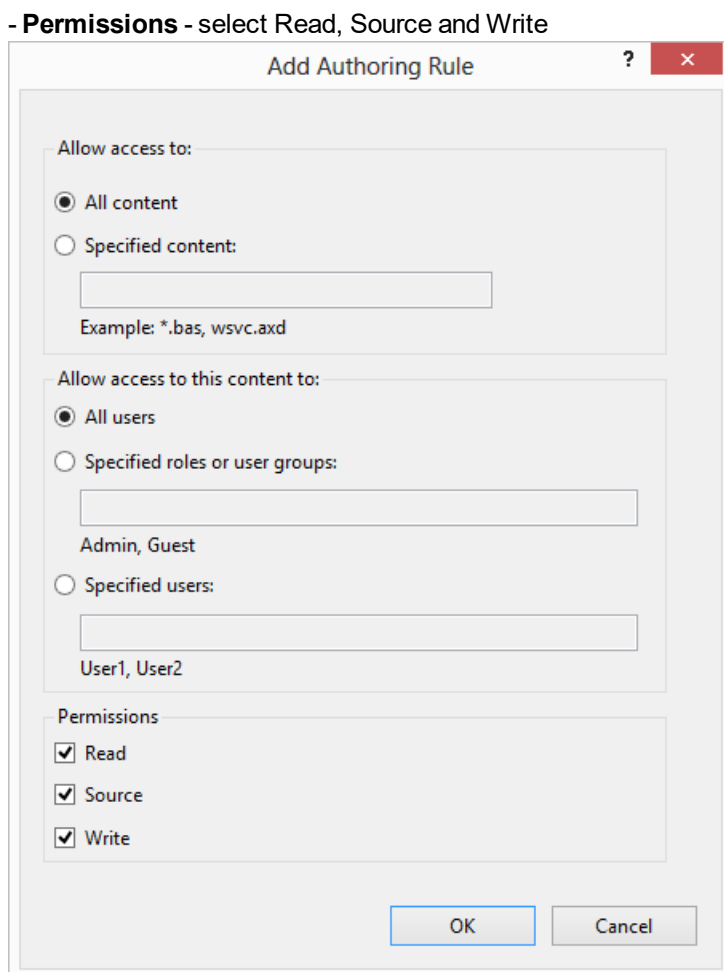 - Permissions - select Read, Source and Write
Add Authoring Rule ? ×
Allow access to:
All content
Specified content:
Example: *.bas, wsvc.axd
Allow access to this content to:
All users
Specified roles or user groups:
Admin, Guest
Specified users:
User1, User2
Permissions
Read
Source
Write
OK Cancel